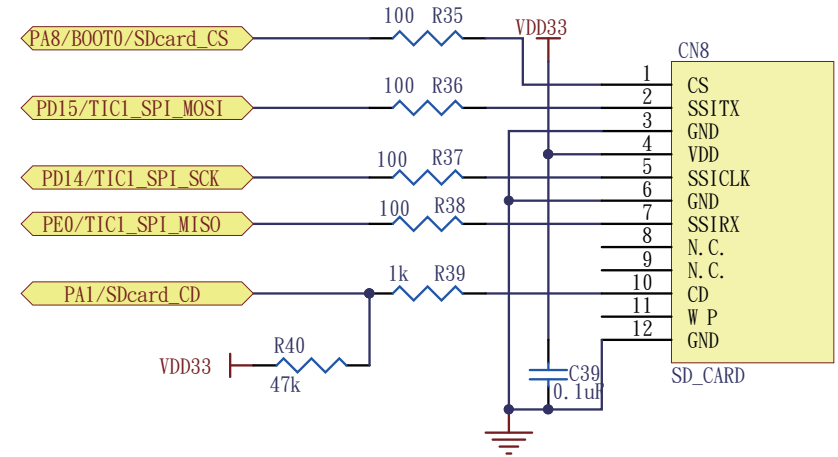 100 R35
VDD33
PA8/BOOT0/SDcard_CS
CN8
1 CS
100 R36
PD15/TIC1_SPI_MOSI
2 SSITX
3 GND
4 VDD
100 R37
PD14/TIC1_SPI_SCK
5 SSICLK
6 GND
100 R38
PE0/TIC1_SPI_MISO
7 SSIRX
8 N.C.
9 N.C.
1k R39
PA1/SDcard_CD
10 CD
11 W P
12 GND
R40
VDD33
47k
C39
0.1uF
SD_CARD